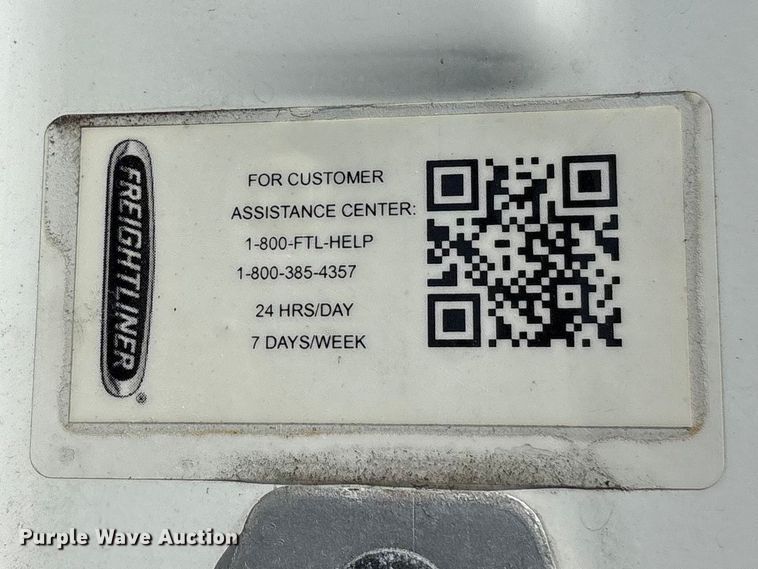 FREIGHTLINER®
FOR CUSTOMER
ASSISTANCE CENTER:
1-800-FTL-HELP
1-800-385-4357
24 HRS/DAY
7 DAYS/WEEK
Purple Wave Auction